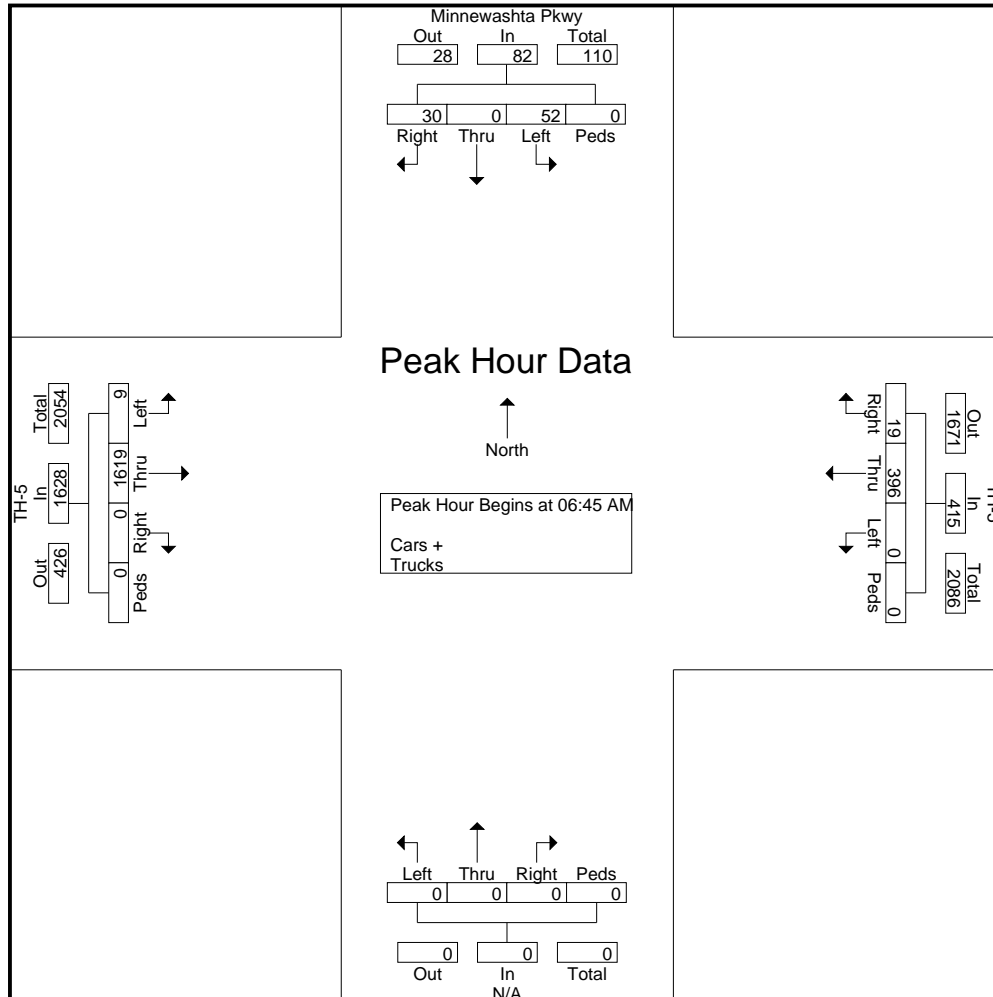 Minnewashta Pkwy
Out In Total
28 82 110
30 0 52 0
Right Thru Left Peds
Peak Hour Data
North
Peak Hour Begins at 06:45 AM
Cars +
Trucks
TH-5
Total In Out
2054 1628 426
9 1619 0 0
Left Thru Right Peds
Right Thru Left Peds
19 396 0 0
Out In Total
1671 415 2086
Left Thru Right Peds
0 0 0 0
0 0 0
Out In Total
N/A